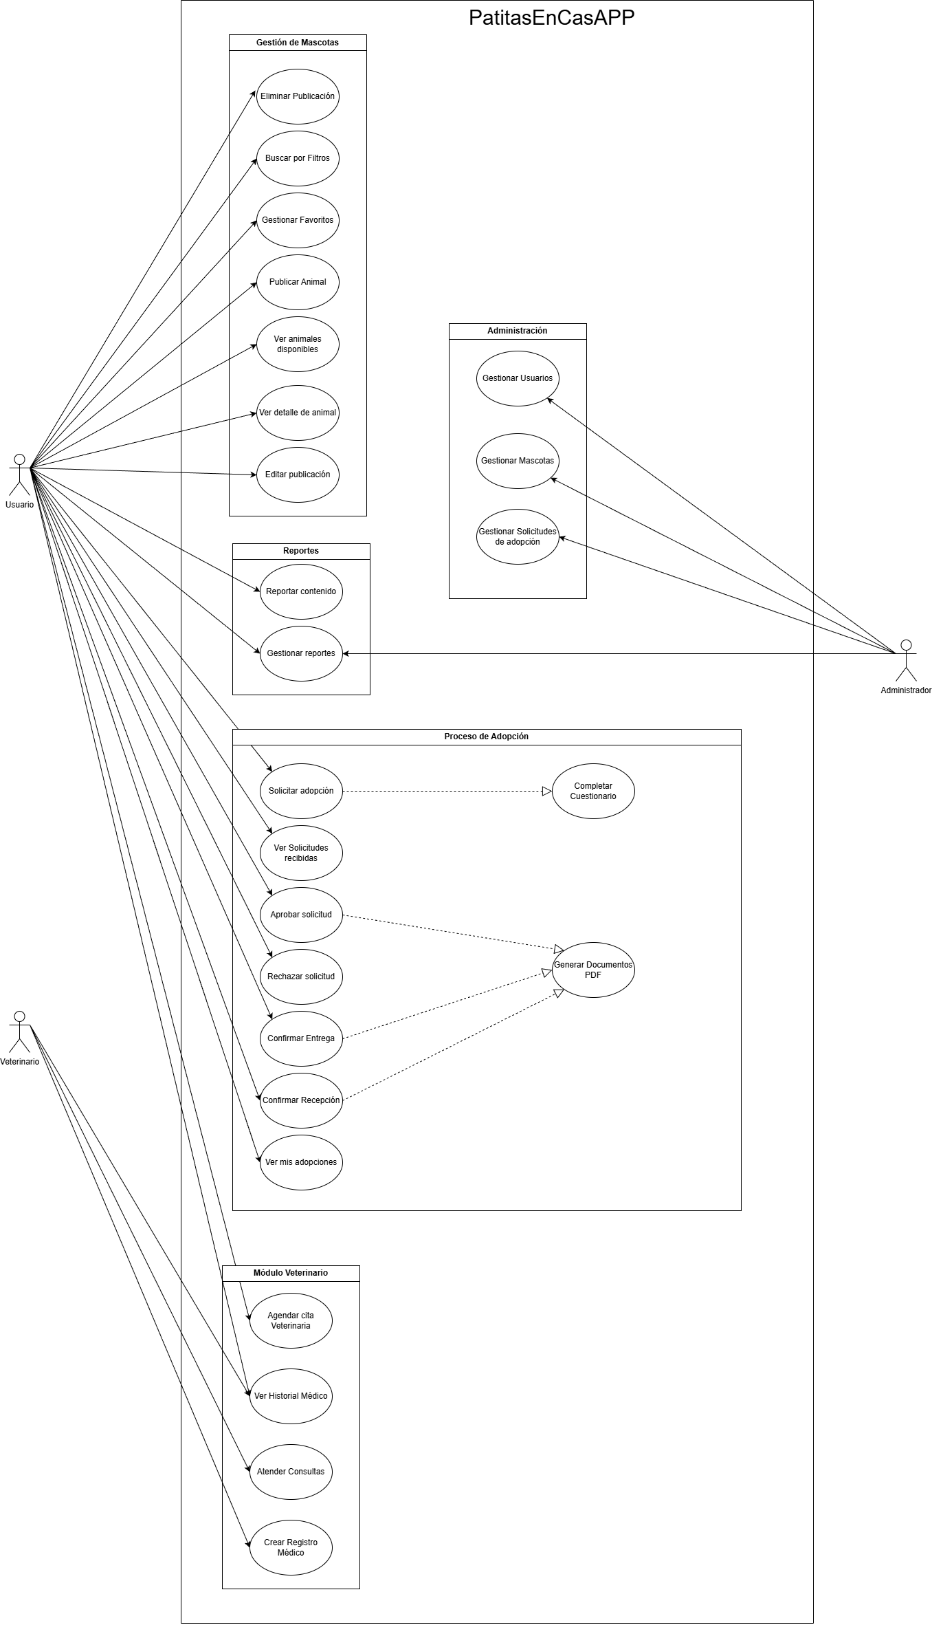 PatitasEnCasAPP
Gestión de Mascotas
Eliminar Publicación
Buscar por Filtros
Gestionar Favoritos
Publicar Animal
Ver animales
disponibles
Ver detalle de animal
Editar publicación
Administración
Gestionar Usuarios
Gestionar Mascotas
Gestionar Solicitudes
de adopción
Usuario
Reportes
Reportar contenido
Gestionar reportes
Administrador
Proceso de Adopción
Solicitar adopción
Completar
Cuestionario
Ver Solicitudes
recibidas
Aprobar solicitud
Rechazar solicitud
Generar Documentos
PDF
Confirmar Entrega
Confirmar Recepción
Ver mis adopciones
Veterinario
Módulo Veterinario
Agendar cita
Veterinaria
Ver Historial Médico
Atender Consultas
Crear Registro
Médico